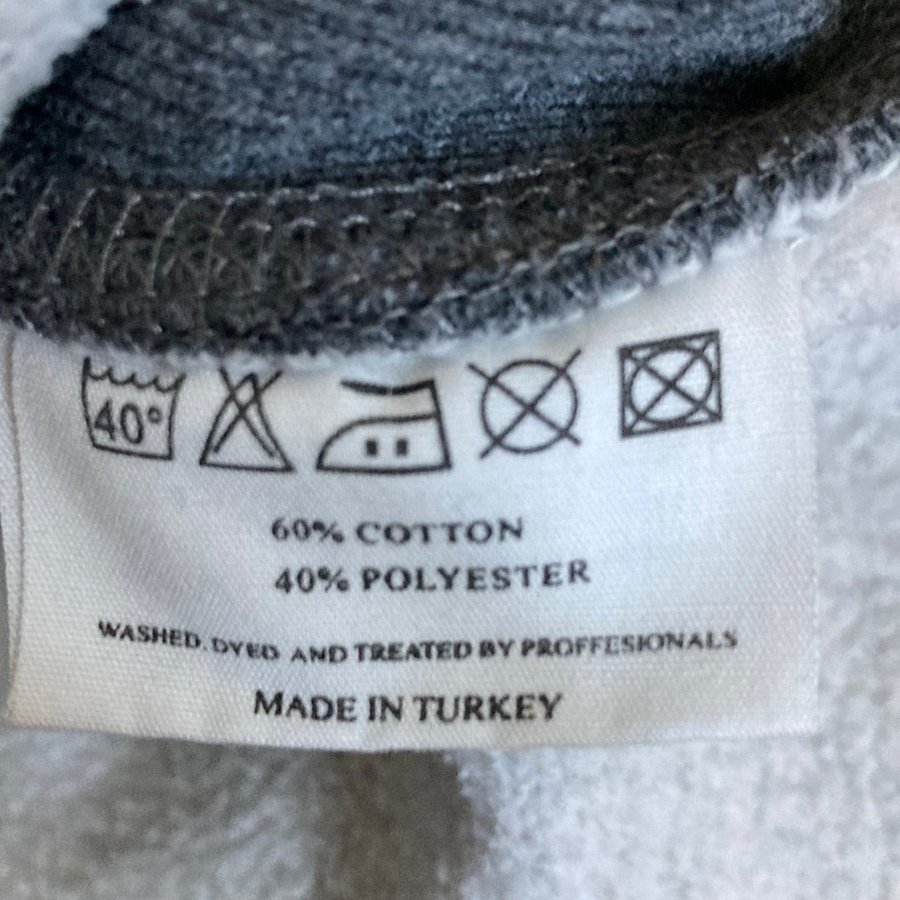 40°
60% COTTON
40% POLYESTER
WASHED, DYED AND TREATED BY PROFFESIONALS
MADE IN TURKEY